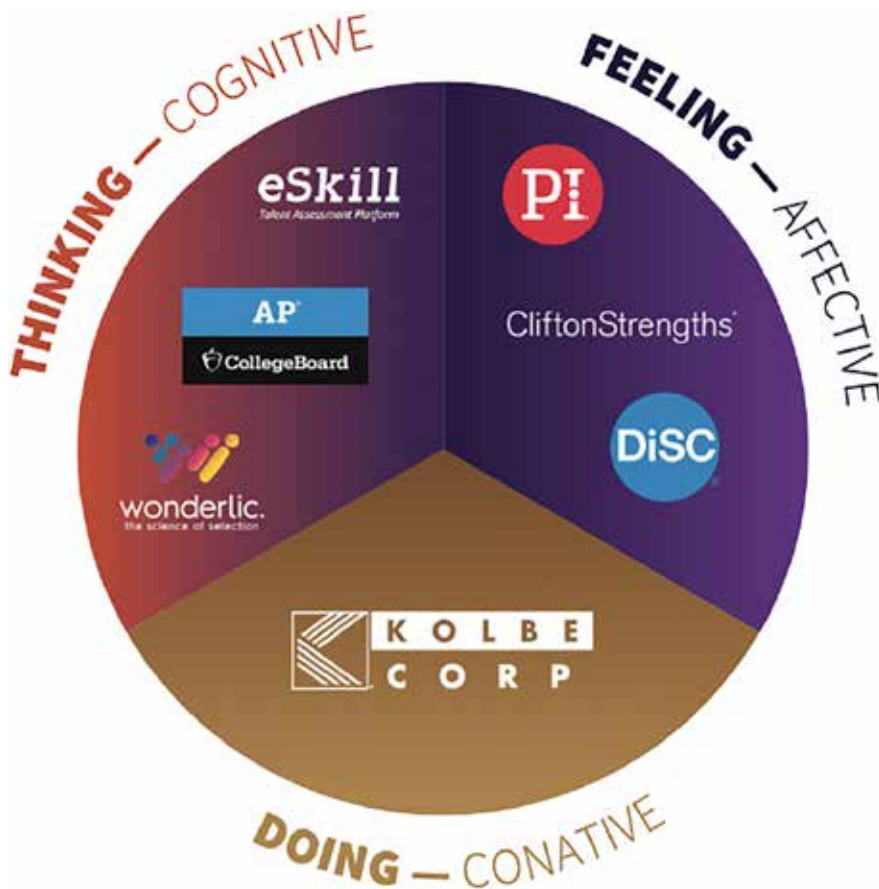 THINKING — COGNITIVE
FEELING — AFFECTIVE
eSkill
Talent Assessment Platform
PI
AP®
CollegeBoard
CliftonStrengths®
DiSC®
wonderlic.
the science of selection
KOLBE
CORP
DOING — CONATIVE